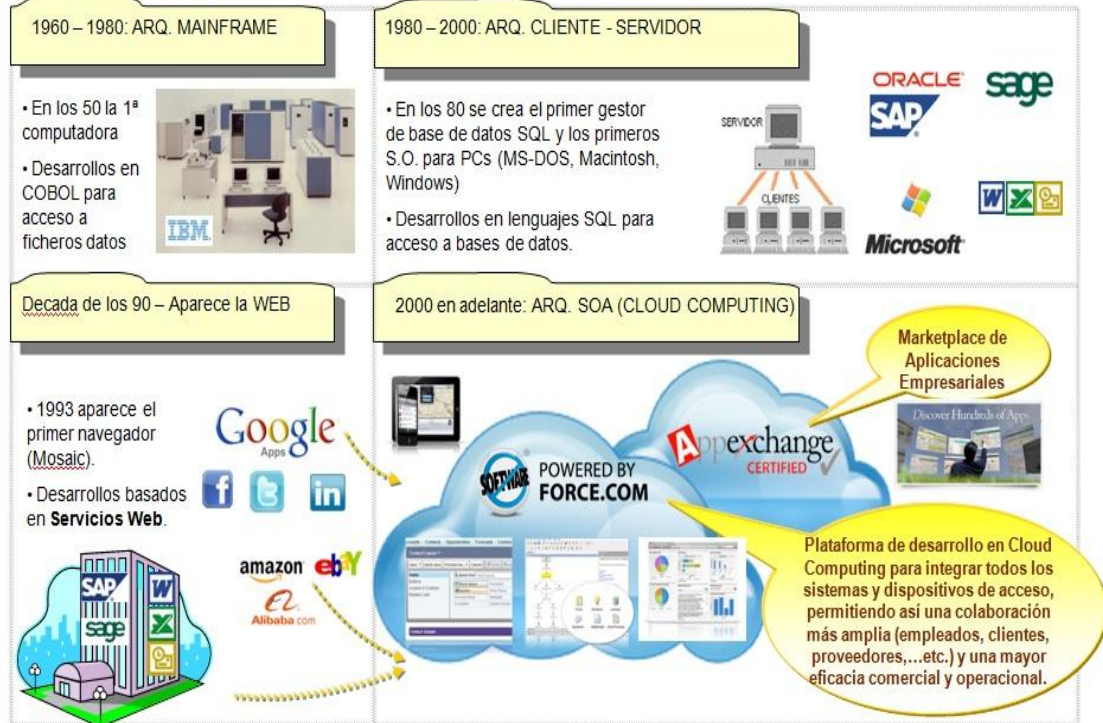 1960 – 1980: ARQ. MAINFRAME
• En los 50 la 1ª
computadora
• Desarrollos en
COBOL para
acceso a
ficheros datos
IBM
1980 – 2000: ARQ. CLIENTE - SERVIDOR
• En los 80 se crea el primer gestor
de base de datos SQL y los primeros
S.O. para PCs (MS-DOS, Macintosh,
Windows)
• Desarrollos en lenguajes SQL para
acceso a bases de datos.
SERVIDOR
CLIENTES
ORACLE
SAP
sage
Microsoft
W X
Decada de los 90 – Aparece la WEB
• 1993 aparece el
primer navegador
(Mosaic).
• Desarrollos basados
en Servicios Web.
Google
Apps
f t in
SAP
sage
W
X
amazon ebaY
Alibaba.com
2000 en adelante: ARQ. SOA (CLOUD COMPUTING)
Marketplace de
Aplicaciones
Empresariales
Discover Hundreds of Apps
Appexchange
CERTIFIED
SOFTWARE
POWERED BY
FORCE.COM
Plataforma de desarrollo en Cloud
Computing para integrar todos los
sistemas y dispositivos de acceso,
permitiendo así una colaboración
más amplia (empleados, clientes,
proveedores,...etc.) y una mayor
eficacia comercial y operacional.